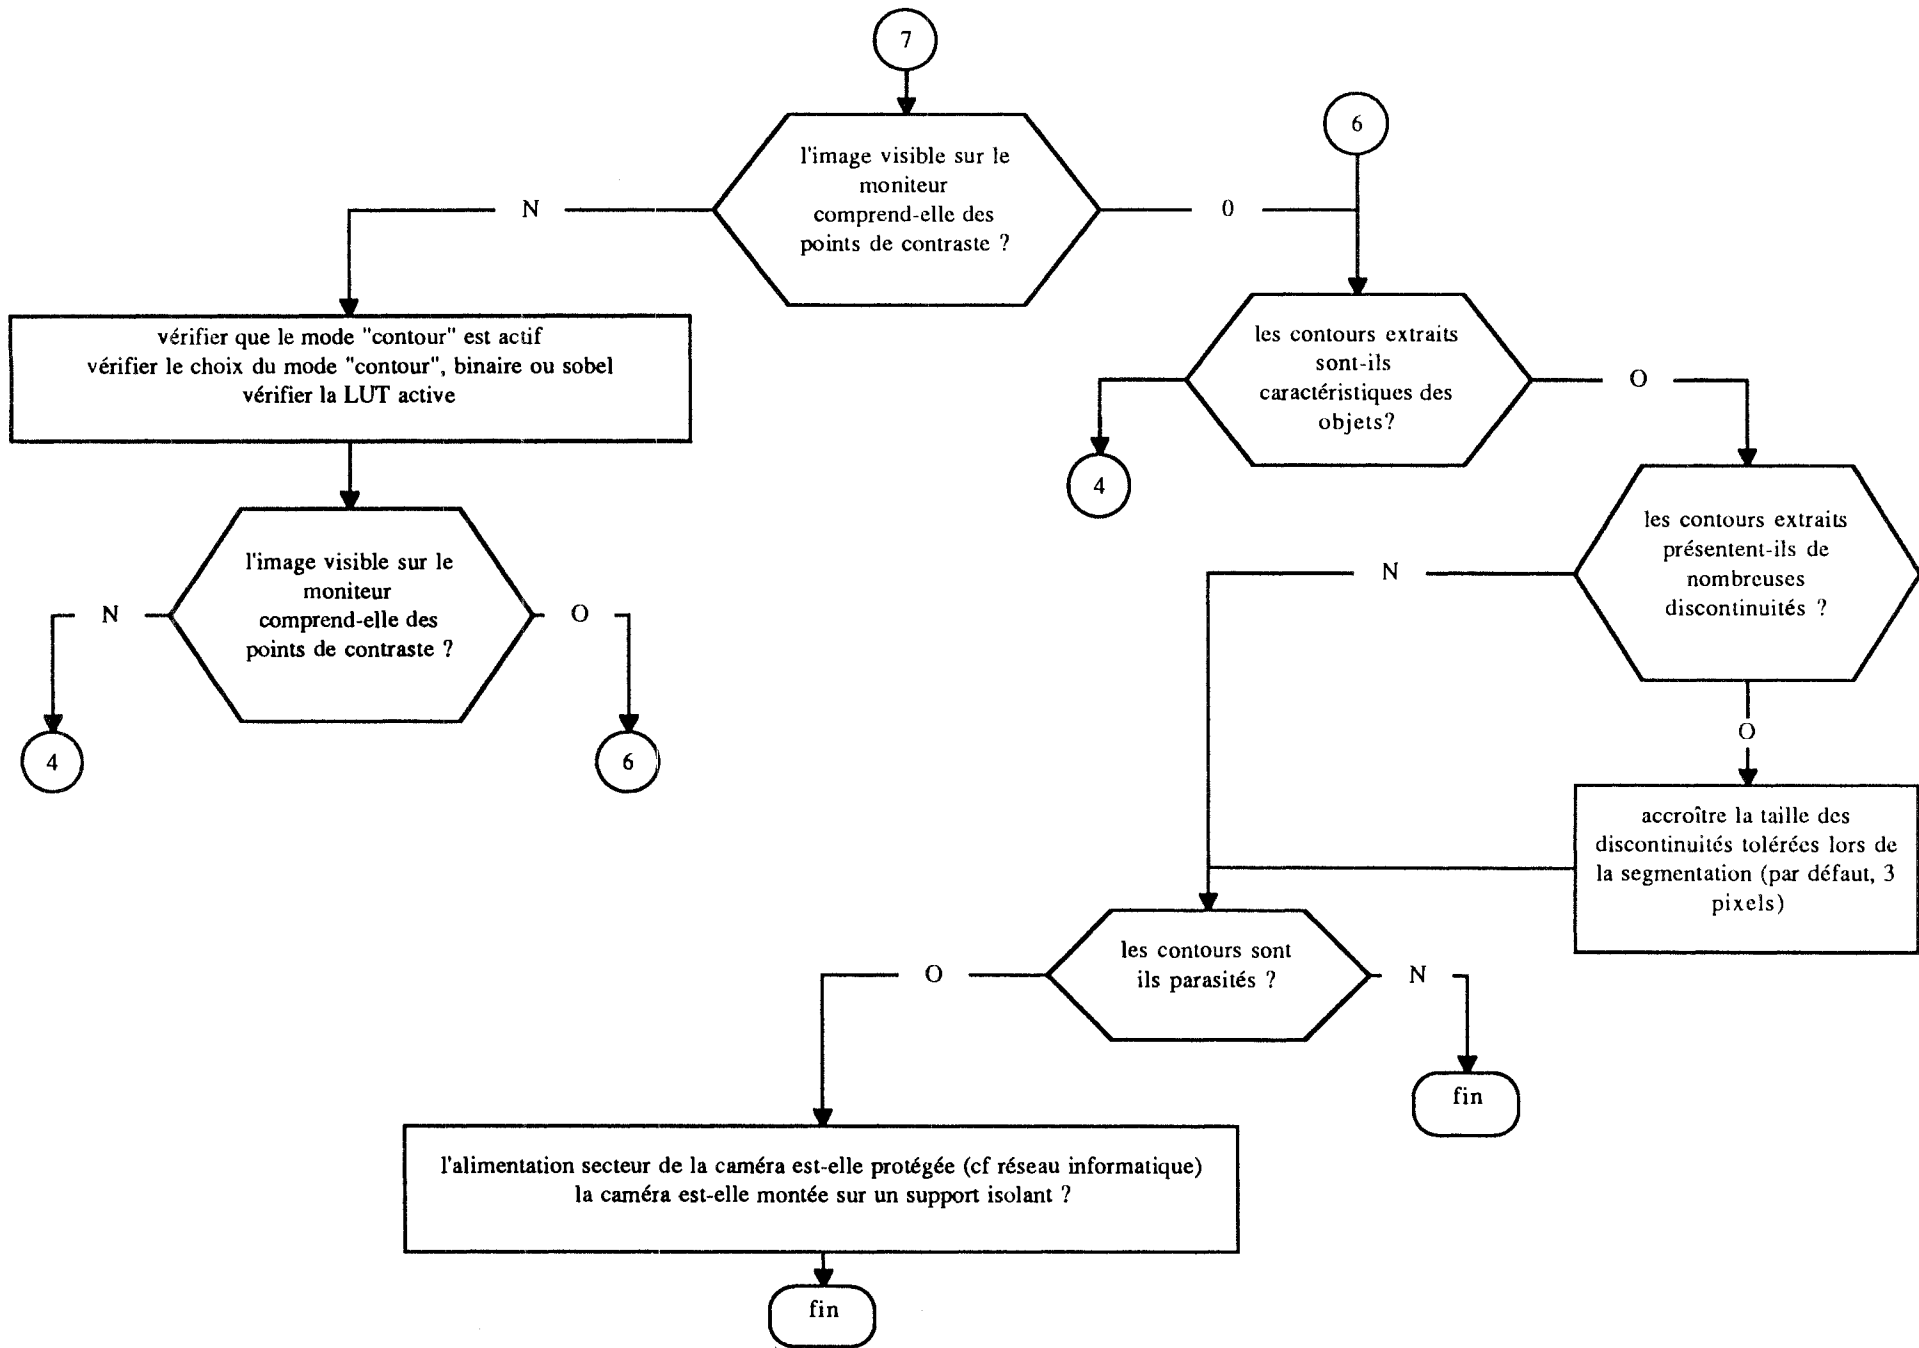 7
6
l'image visible sur le
moniteur
comprend-elle des
points de contraste ?
N
0
vérifier que le mode "contour" est actif
vérifier le choix du mode "contour", binaire ou sobel
vérifier la LUT active
les contours extraits
sont-ils
caractéristiques des
objets?
O
4
l'image visible sur le
moniteur
comprend-elle des
points de contraste ?
N
O
4
6
les contours extraits
présentent-ils de
nombreuses
discontinuités ?
N
O
accroître la taille des
discontinuités tolérées lors de
la segmentation (par défaut, 3
pixels)
les contours sont
ils parasités ?
O
N
fin
l'alimentation secteur de la caméra est-elle protégée (cf réseau informatique)
la caméra est-elle montée sur un support isolant ?
fin